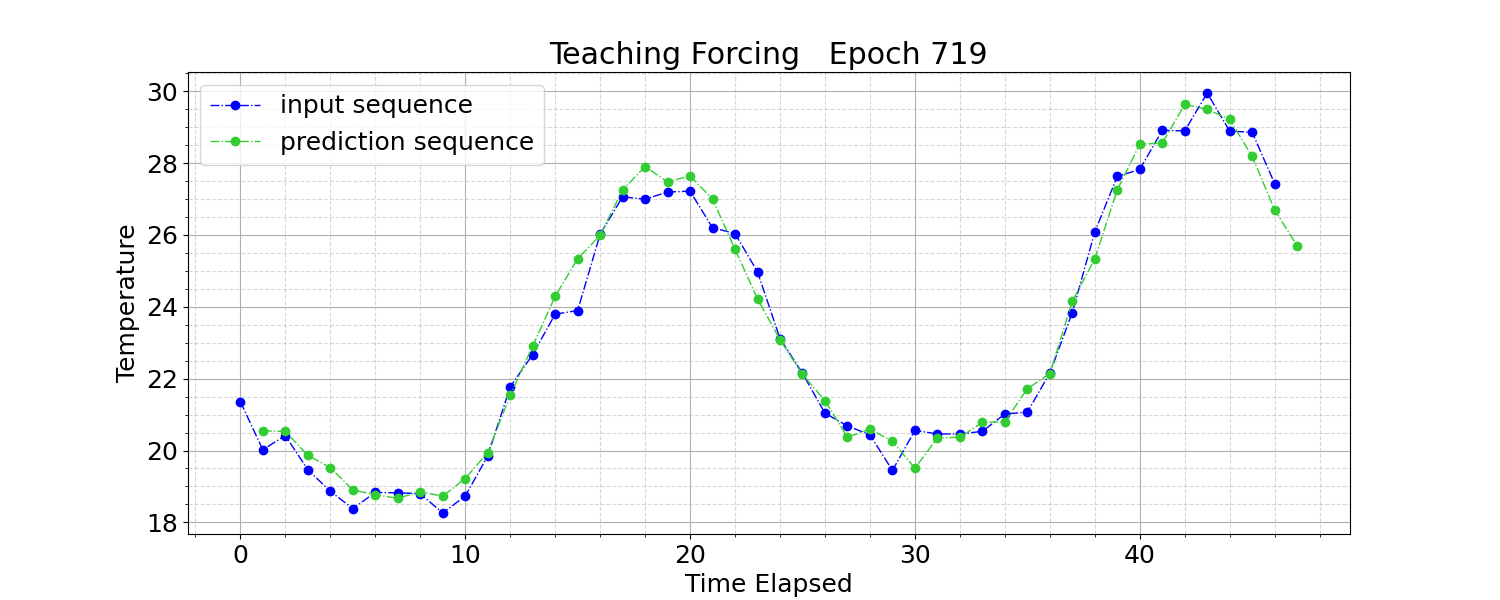 Teaching Forcing   Epoch 719
input sequence
prediction sequence
Temperature
30
28
26
24
22
20
18
0 10 20 30 40
Time Elapsed